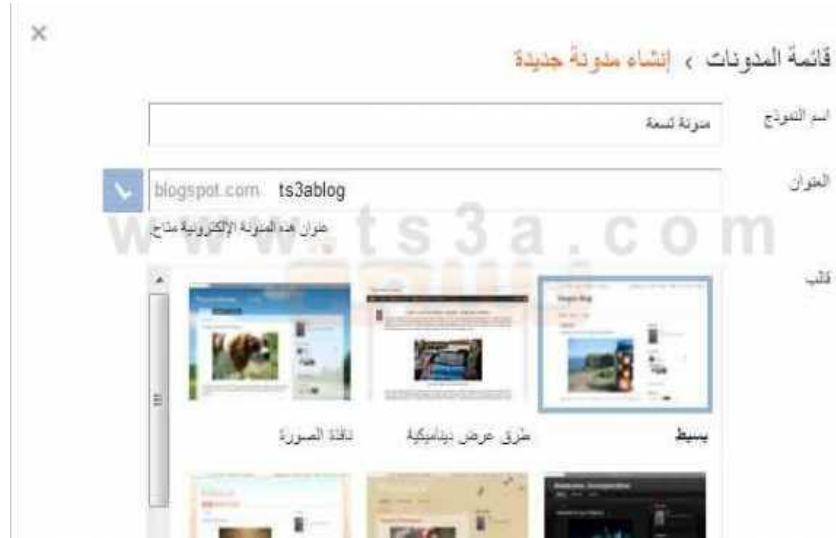 قائمة المدونات › إنشاء مدونة جديدة
اسم النموذج
مدونة تسعة
العنوان
blogspot.com ts3ablog
عنوان هذه المدونة الإلكترونية متاح.
www.ts3a.com
تسعة
قالب
بسيط
طرق عرض ديناميكية
نافذة الصورة